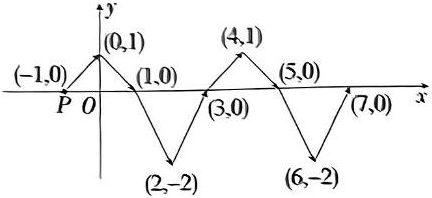 y
(0,1)
(4,1)
(-1,0)
(1,0)
(5,0)
P
O
(3,0)
(7,0)
x
(2,-2)
(6,-2)